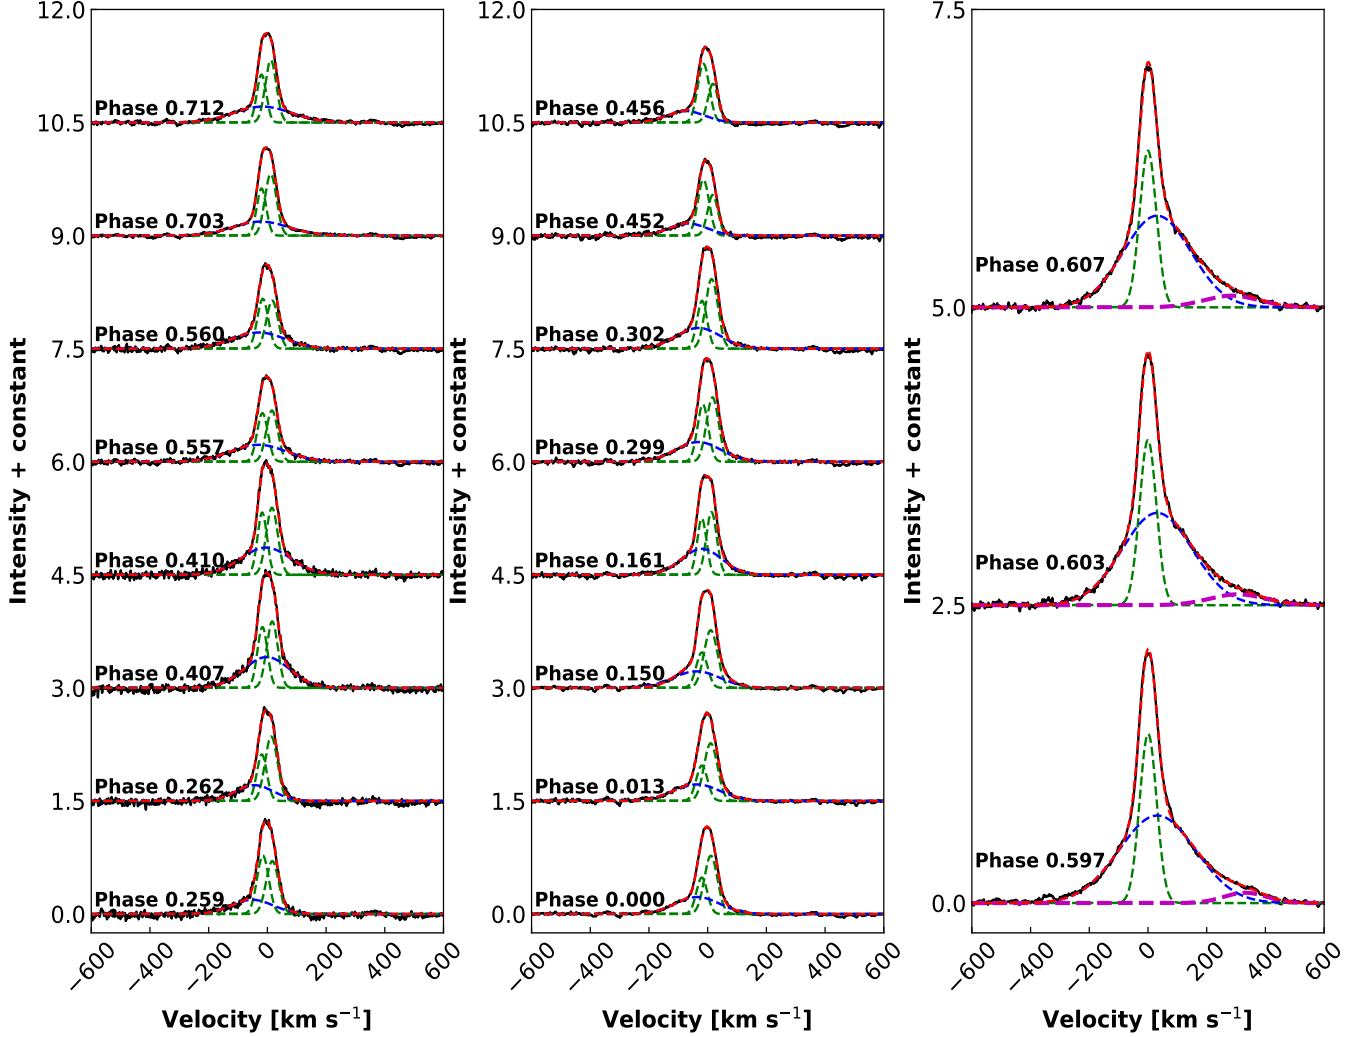 12.0
Phase 0.712
10.5
Phase 0.703
9.0
Phase 0.560
7.5
Phase 0.557
6.0
Phase 0.410
4.5
Phase 0.407
3.0
Phase 0.262
1.5
Phase 0.259
0.0
−600
−400
−200
0
200
400
600
Velocity [km s⁻¹]
Intensity + constant
12.0
Phase 0.456
10.5
Phase 0.452
9.0
Phase 0.302
7.5
Phase 0.299
6.0
Phase 0.161
4.5
Phase 0.150
3.0
Phase 0.013
1.5
Phase 0.000
0.0
−600
−400
−200
0
200
400
600
Velocity [km s⁻¹]
Intensity + constant
7.5
Phase 0.607
5.0
Phase 0.603
2.5
Phase 0.597
0.0
−600
−400
−200
0
200
400
600
Velocity [km s⁻¹]
Intensity + constant